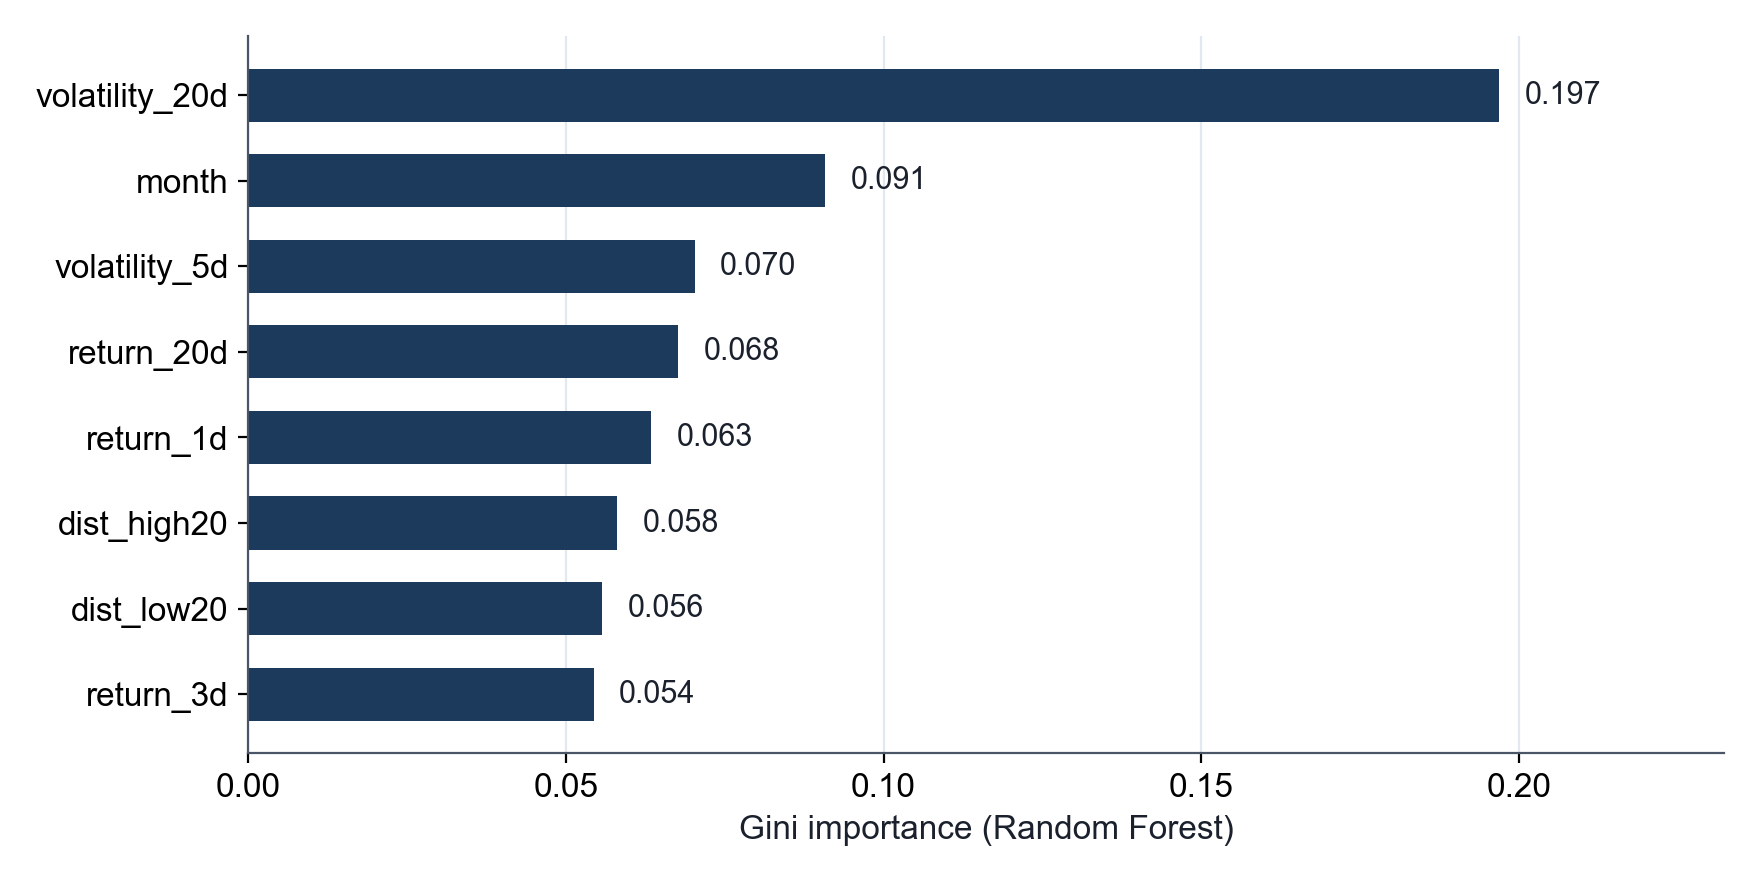 volatility_20d 0.197
month 0.091
volatility_5d 0.070
return_20d 0.068
return_1d 0.063
dist_high20 0.058
dist_low20 0.056
return_3d 0.054
0.00 0.05 0.10 0.15 0.20
Gini importance (Random Forest)